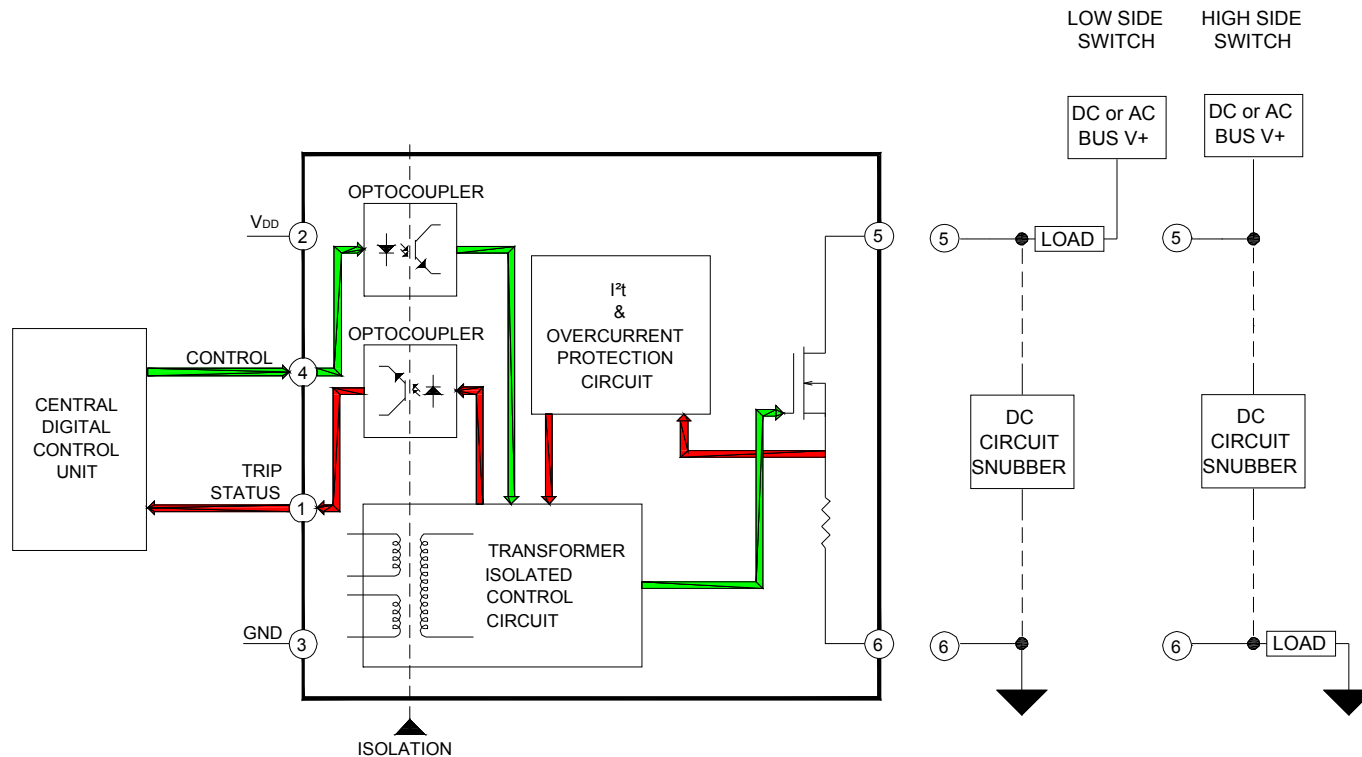 LOW SIDE
SWITCH
HIGH SIDE
SWITCH
DC or AC
BUS V+
DC or AC
BUS V+
OPTOCOUPLER
VDD
2
5
5
LOAD
5
I²t
&
OVERCURRENT
PROTECTION
CIRCUIT
OPTOCOUPLER
CONTROL
4
CENTRAL
DIGITAL
CONTROL
UNIT
DC
CIRCUIT
SNUBBER
DC
CIRCUIT
SNUBBER
TRIP
STATUS
1
TRANSFORMER
ISOLATED
CONTROL
CIRCUIT
GND
3
6
6
6
LOAD
ISOLATION